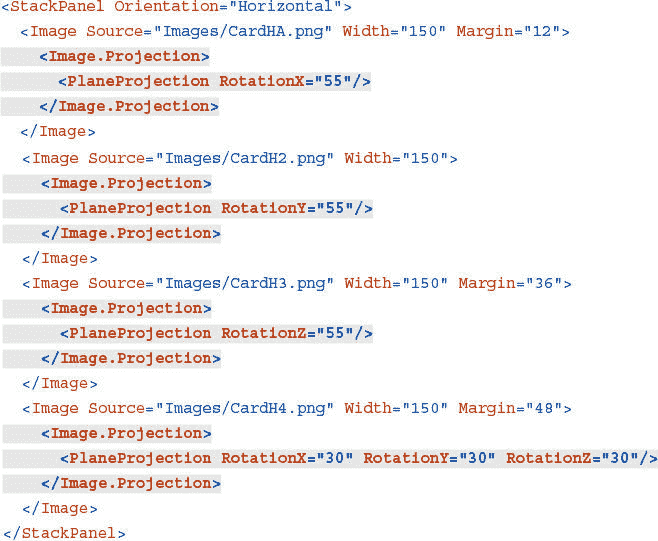 <StackPanel Orientation="Horizontal">
<Image Source="Images/CardHA.png" Width="150" Margin="12">
<Image.Projection>
<PlaneProjection RotationX="55"/>
</Image.Projection>
</Image>
<Image Source="Images/CardH2.png" Width="150">
<Image.Projection>
<PlaneProjection RotationY="55"/>
</Image.Projection>
</Image>
<Image Source="Images/CardH3.png" Width="150" Margin="36">
<Image.Projection>
<PlaneProjection RotationZ="55"/>
</Image.Projection>
</Image>
<Image Source="Images/CardH4.png" Width="150" Margin="48">
<Image.Projection>
<PlaneProjection RotationX="30" RotationY="30" RotationZ="30"/>
</Image.Projection>
</Image>
</StackPanel>